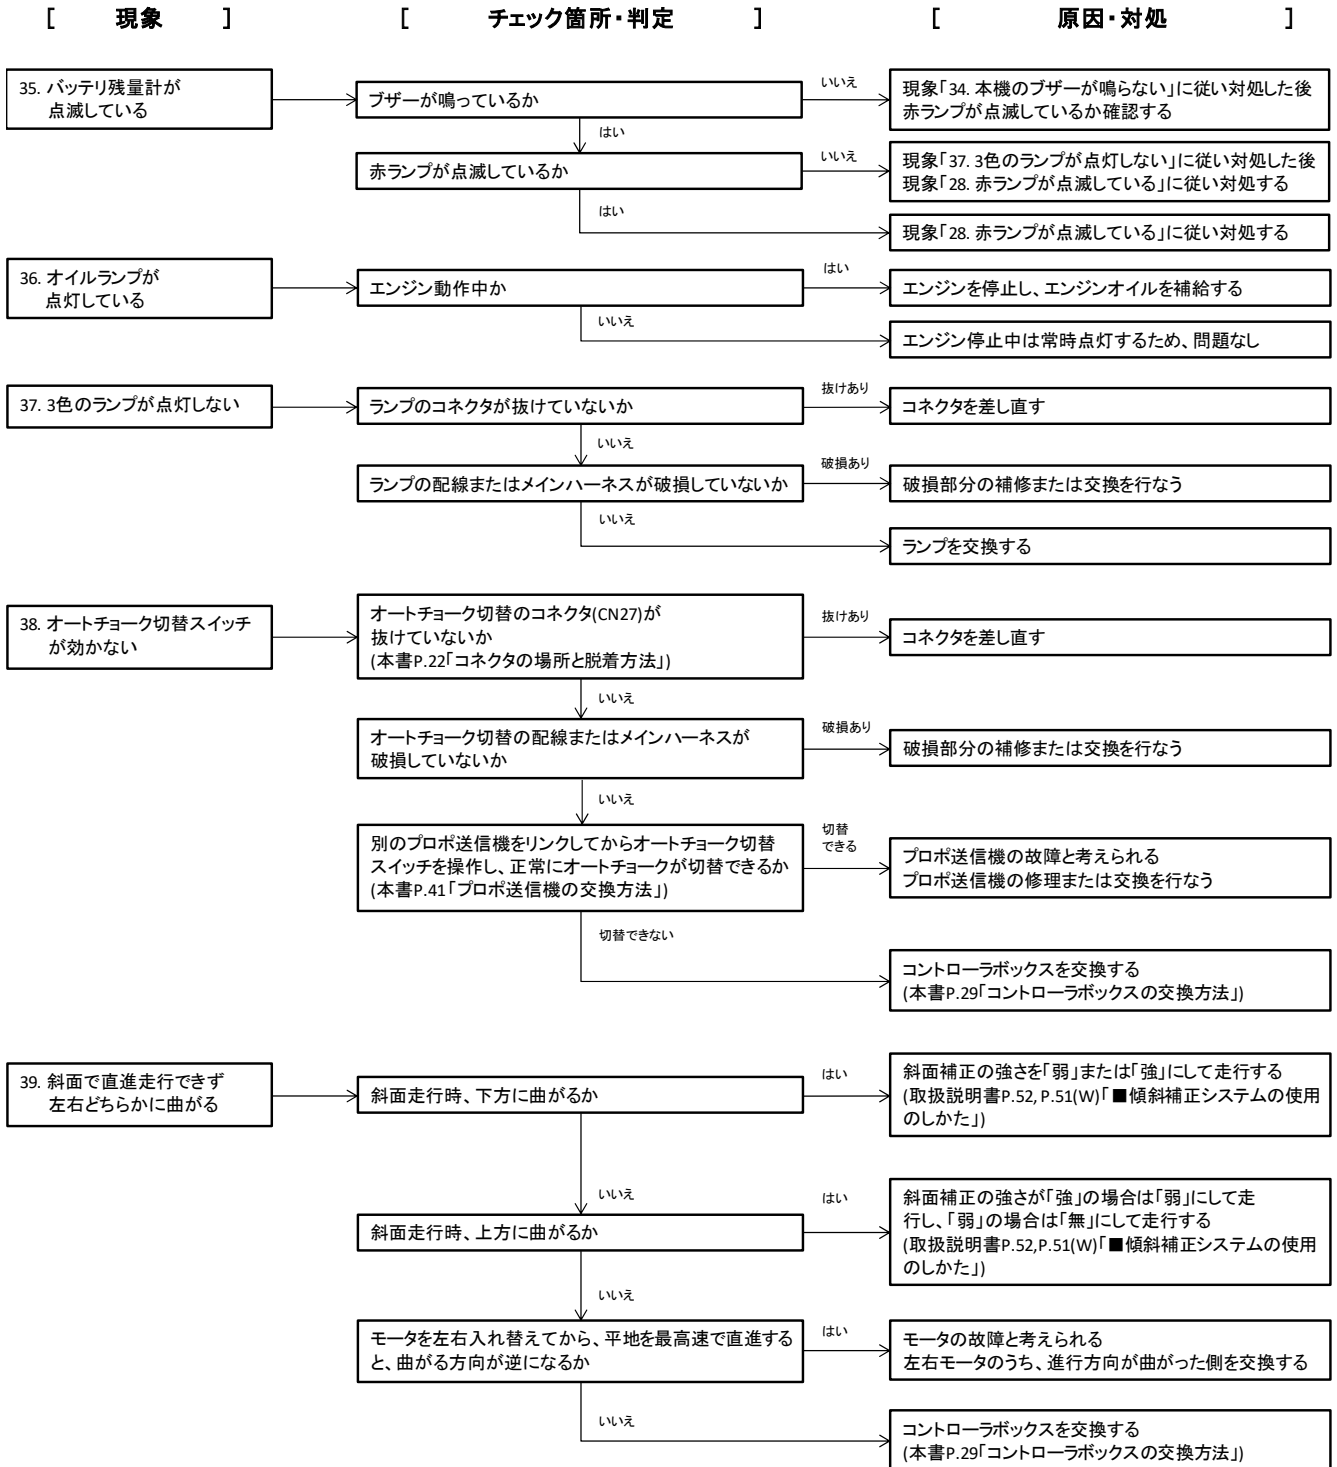 [ 現象 ]
[ チェック箇所・判定 ]
[ 原因・対処 ]
35. バッテリ残量計が
点滅している
ブザーが鳴っているか
いいえ
現象「34. 本機のブザーが鳴らない」に従い対処した後
赤ランプが点滅しているか確認する
はい
赤ランプが点滅しているか
いいえ
現象「37. 3色のランプが点灯しない」に従い対処した後
現象「28. 赤ランプが点滅している」に従い対処する
はい
現象「28. 赤ランプが点滅している」に従い対処する
36. オイルランプが
点灯している
エンジン動作中か
はい
エンジンを停止し、エンジンオイルを補給する
いいえ
エンジン停止中は常時点灯するため、問題なし
37. 3色のランプが点灯しない
ランプのコネクタが抜けていないか
抜けあり
コネクタを差し直す
いいえ
ランプの配線またはメインハーネスが破損していないか
破損あり
破損部分の補修または交換を行なう
いいえ
ランプを交換する
38. オートチョーク切替スイッチ
が効かない
オートチョーク切替のコネクタ(CN27)が
抜けていないか
(本書P.22「コネクタの場所と脱着方法」)
抜けあり
コネクタを差し直す
いいえ
オートチョーク切替の配線またはメインハーネスが
破損していないか
破損あり
破損部分の補修または交換を行なう
いいえ
別のプロポ送信機をリンクしてからオートチョーク切替
スイッチを操作し、正常にオートチョークが切替できるか
(本書P.41「プロポ送信機の交換方法」)
切替
できる
プロポ送信機の故障と考えられる
プロポ送信機の修理または交換を行なう
切替できない
コントローラボックスを交換する
(本書P.29「コントローラボックスの交換方法」)
39. 斜面で直進走行できず
左右どちらかに曲がる
斜面走行時、下方に曲がるか
はい
斜面補正の強さを「弱」または「強」にして走行する
(取扱説明書P.52, P.51(W)「■傾斜補正システムの使用
のしかた」)
いいえ
斜面走行時、上方に曲がるか
はい
斜面補正の強さが「強」の場合は「弱」にして走
行し、「弱」の場合は「無」にして走行する
(取扱説明書P.52,P.51(W)「■傾斜補正システムの使用
のしかた」)
いいえ
モータを左右入れ替えてから、平地を最高速で直進する
と、曲がる方向が逆になるか
はい
モータの故障と考えられる
左右モータのうち、進行方向が曲がった側を交換する
いいえ
コントローラボックスを交換する
(本書P.29「コントローラボックスの交換方法」)